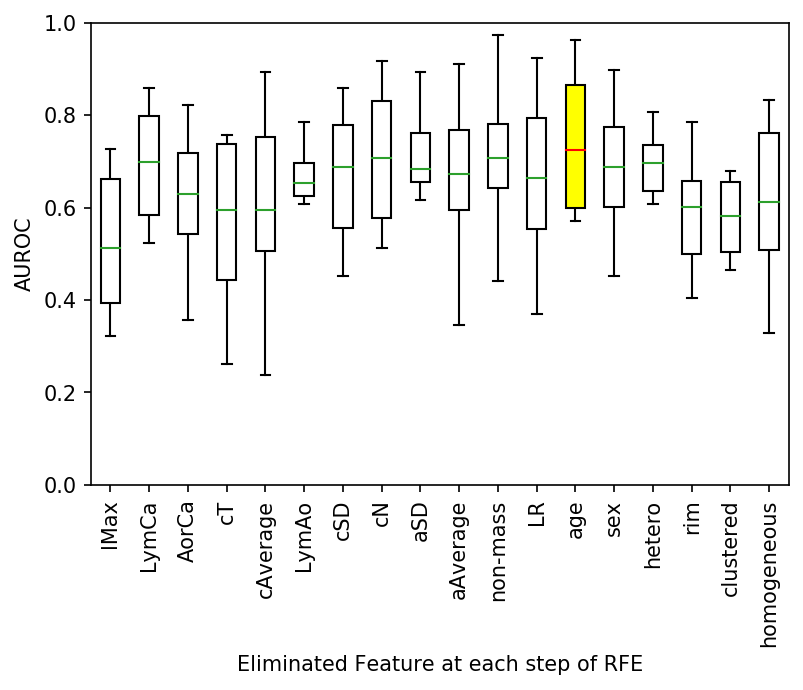 1.0
0.8
0.6
0.4
0.2
0.0
AUROC
lMax
LymCa
AorCa
cT
cAverage
LymAo
cSD
cN
aSD
aAverage
non-mass
LR
age
sex
hetero
rim
clustered
homogeneous
Eliminated Feature at each step of RFE